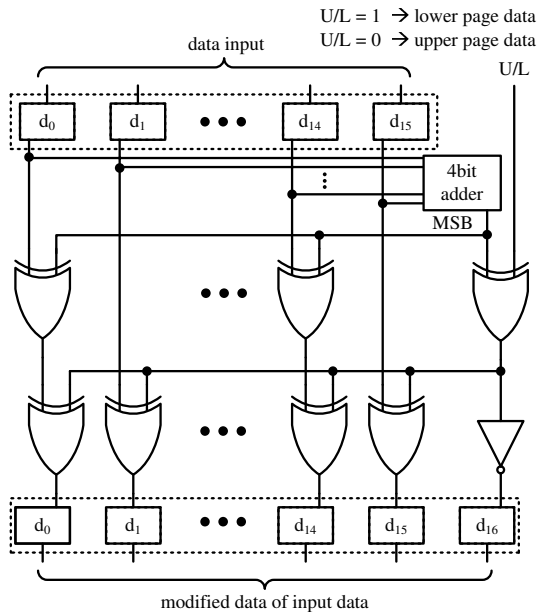 U/L = 1 → lower page data
U/L = 0 → upper page data
data input
U/L
d0 d1 ••• d14 d15
4bit
adder
MSB
d0 d1 ••• d14 d15 d16
modified data of input data